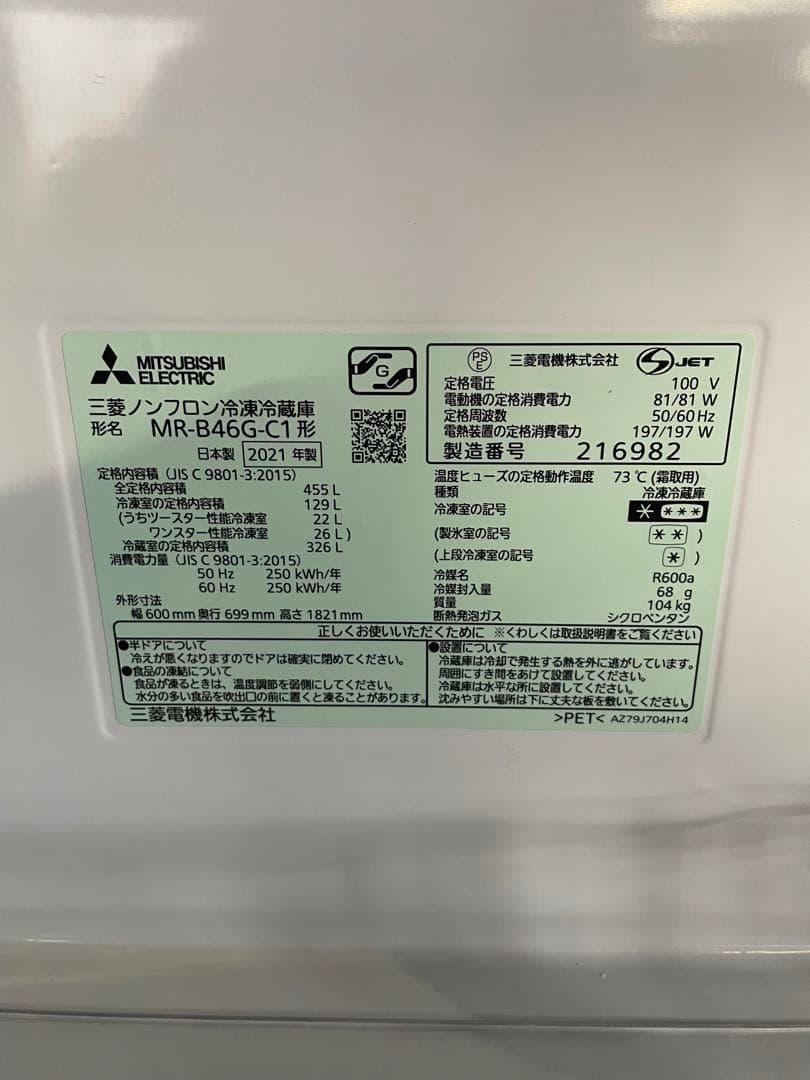 MITSUBISHI
ELECTRIC
G
三菱ノンフロン冷凍冷蔵庫
形名 MR-B46G-C1形
日本製 2021年製
定格内容積（JIS C 9801-3:2015）
全定格内容積 455 L
冷凍室の定格内容積 129 L
(うちツースター性能冷凍室 22 L
ワンスター性能冷凍室 26 L )
冷蔵室の定格内容積 326 L
消費電力量（JIS C 9801-3:2015）
50 Hz 250 kWh/年
60 Hz 250 kWh/年
外形寸法
幅 600 mm 奥行 699 mm 高さ 1821 mm
PS
E 三菱電機株式会社 S JET
定格電圧 100 V
電動機の定格消費電力 81/81 W
定格周波数 50/60 Hz
電熱装置の定格消費電力 197/197 W
製造番号 216982
温度ヒューズの定格動作温度 73 ℃ (霜取用)
種類 冷凍冷蔵庫
冷凍室の記号 * ***
(製氷室の記号 ** )
(上段冷凍室の記号 * )
冷媒名 R600a
冷媒封入量 68 g
質量 104 kg
断熱発泡ガス シクロペンタン
正しくお使いいただくために ※くわしくは取扱説明書をご覧ください
●半ドアについて
冷えが悪くなりますのでドアは確実に閉めてください。
●食品の凍結について
食品が凍るときは、温度調節を弱側にしてください。
水分の多い食品を吹出口の前に置くと凍ることがあります。
●設置について
冷蔵庫は冷却で発生する熱を外に逃がしています。
周囲にすき間をあけて設置してください。
冷蔵庫は水平な所に設置してください。
沈みやすい場所は下に丈夫な板を敷いてください。
三菱電機株式会社 >PET< AZ79J704H14